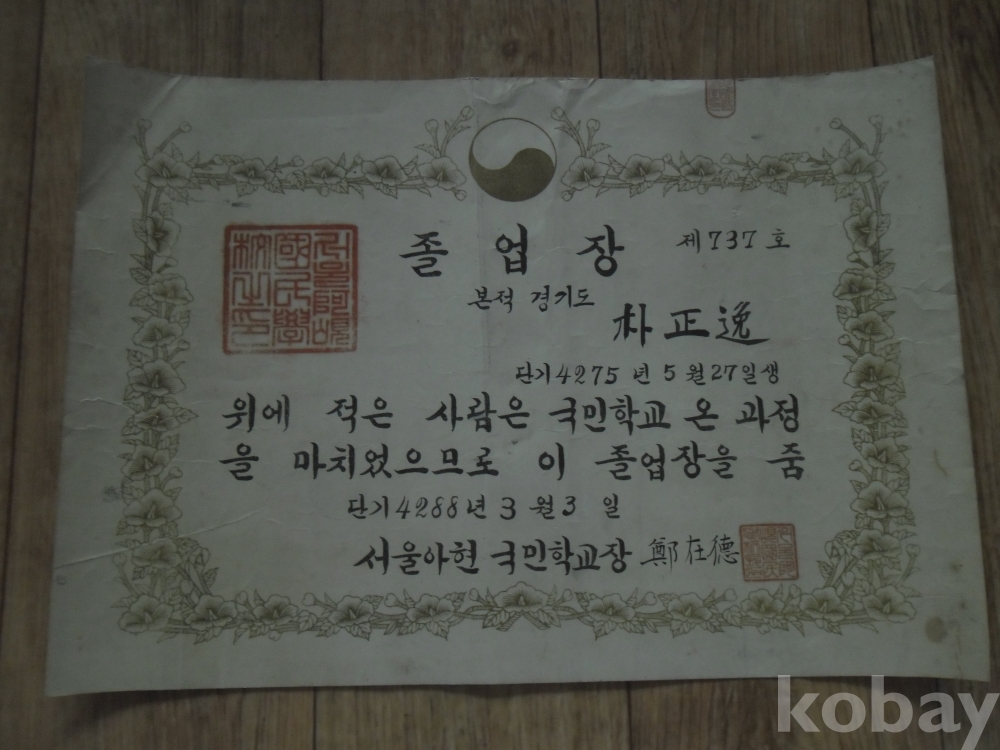 졸업장 제737호
본적 경기도
朴正逸
단기4275년 5월27일생
위에 적은 사람은 국민학교 온 과정
을 마치었으므로 이 졸업장을 줌
단기4288년 3월3일
서울아현 국민학교장 鄭在德
kobay